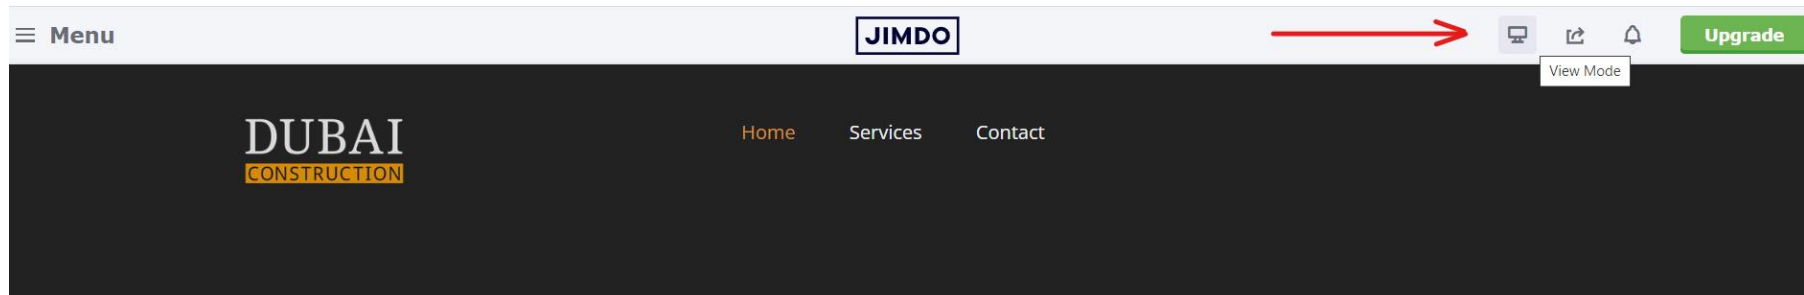 Menu
JIMDO
Upgrade
View Mode
DUBAI
CONSTRUCTION
Home Services Contact